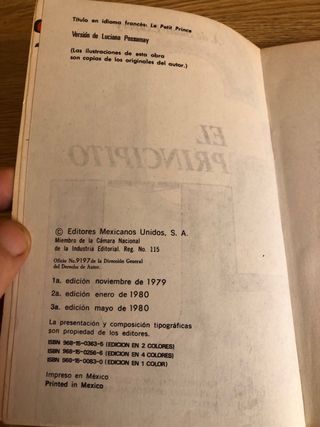 Título en idioma francés: Le Petit Prince
Versión de Luciana Possamay
(Las ilustraciones de esta obra
son copias de los originales del autor.)
EL
PRINCIPITO
© Editores Mexicanos Unidos, S. A.
Miembro de la Cámara Nacional
de la Industria Editorial. Reg. No. 115
Oficio No. 9197 de la Dirección General
del Derecho de Autor.
1a. edición noviembre de 1979
2a. edición enero de 1980
3a. edición mayo de 1980
La presentación y composición tipográficas
son propiedad de los editores.
ISBN 968-15-0363-6 (EDICION EN 2 COLORES)
ISBN 968-15-0256-6 (EDICION EN 4 COLORES)
ISBN 968-15-0083-0 (EDICION EN 1 COLOR)
Impreso en México
Printed in Mexico